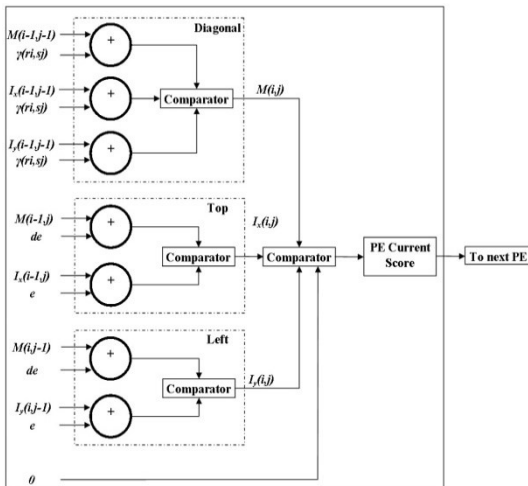 Diagonal
M(i-1,j-1)
γ(ri,sj)
+
Ix(i-1,j-1)
γ(ri,sj)
+
Comparator
M(i,j)
Iy(i-1,j-1)
γ(ri,sj)
+
Top
M(i-1,j)
de
+
Ix(i,j)
Comparator
Comparator
PE Current
Score
To next PE
Ix(i-1,j)
e
+
Left
M(i,j-1)
de
+
Comparator
Iy(i,j)
Iy(i,j-1)
e
+
0